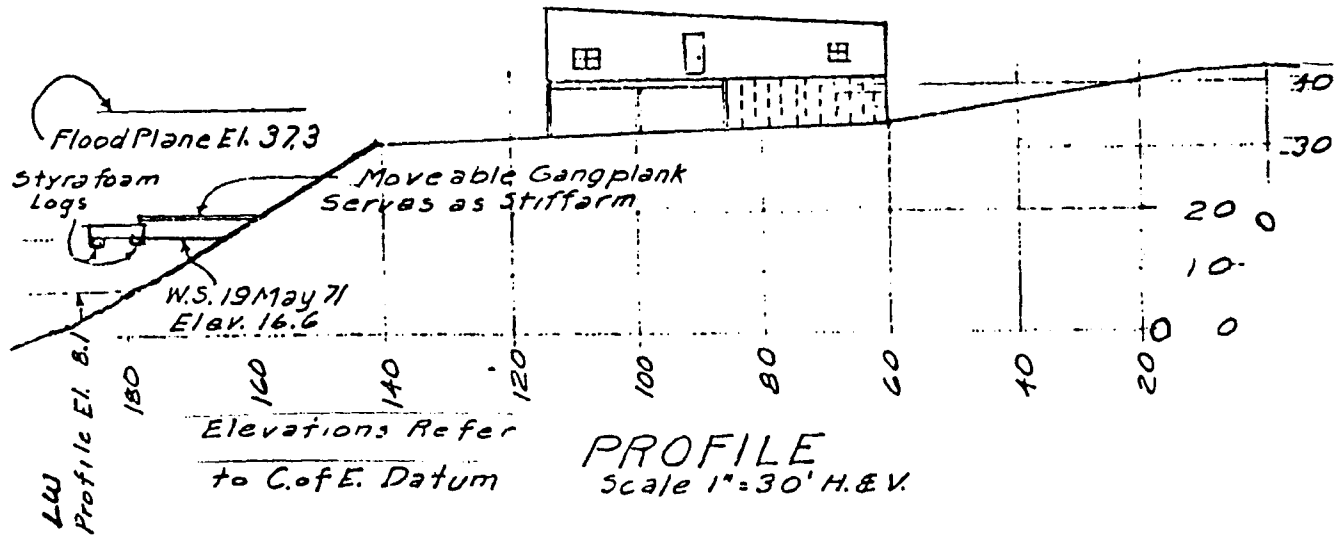 Flood Plane El. 37.3
Styrafoam
Logs
Moveable Gangplank
Serves as Stiffarm
W.S. 19 May 71
Elev. 16.6
LW
Profile El. 8.1
40
30
20
10
0
0
0
180
160
140
120
100
80
60
40
20
Elevations Refer
to C.of E. Datum
PROFILE
Scale 1"=30' H.& V.